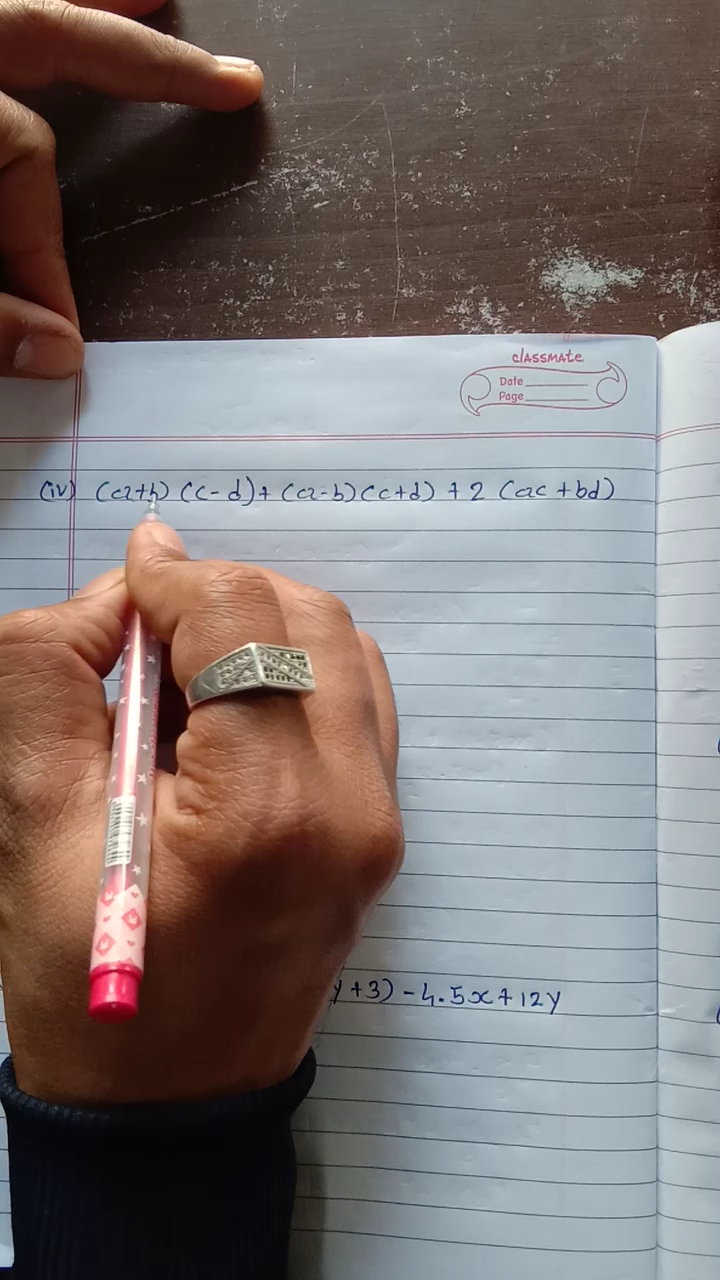 classmate
Date
Page
(iv) (a+b) (c-d) + (a-b) (c+d) + 2 (ac + bd)
y + 3) - 4.5x + 12y